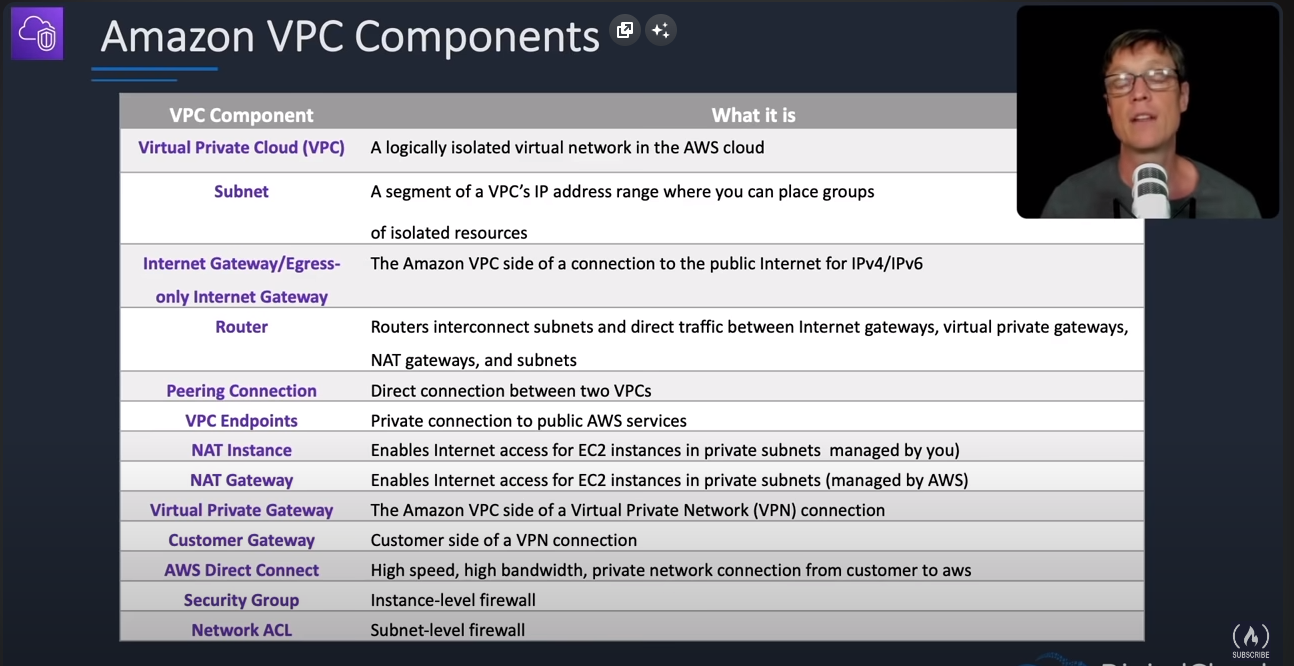 Amazon VPC Components
VPC Component What it is
Virtual Private Cloud (VPC) A logically isolated virtual network in the AWS cloud
Subnet A segment of a VPC’s IP address range where you can place groups
of isolated resources
Internet Gateway/Egress- The Amazon VPC side of a connection to the public Internet for IPv4/IPv6
only Internet Gateway
Router Routers interconnect subnets and direct traffic between Internet gateways, virtual private gateways,
NAT gateways, and subnets
Peering Connection Direct connection between two VPCs
VPC Endpoints Private connection to public AWS services
NAT Instance Enables Internet access for EC2 instances in private subnets managed by you)
NAT Gateway Enables Internet access for EC2 instances in private subnets (managed by AWS)
Virtual Private Gateway The Amazon VPC side of a Virtual Private Network (VPN) connection
Customer Gateway Customer side of a VPN connection
AWS Direct Connect High speed, high bandwidth, private network connection from customer to aws
Security Group Instance-level firewall
Network ACL Subnet-level firewall
SUBSCRIBE